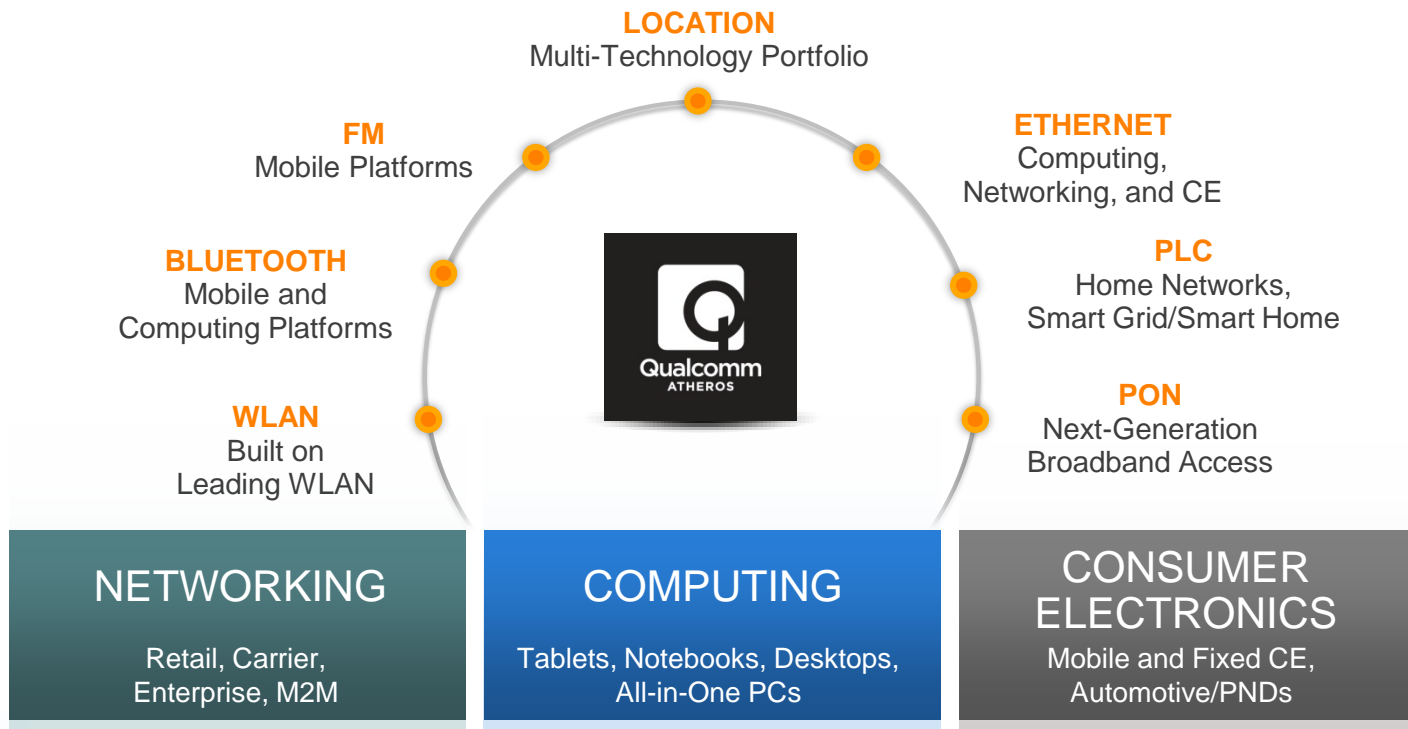 LOCATION
Multi-Technology Portfolio
FM
Mobile Platforms
ETHERNET
Computing,
Networking, and CE
BLUETOOTH
Mobile and
Computing Platforms
PLC
Home Networks,
Smart Grid/Smart Home
Qualcomm
ATHEROS
WLAN
Built on
Leading WLAN
PON
Next-Generation
Broadband Access
NETWORKING
Retail, Carrier,
Enterprise, M2M
COMPUTING
Tablets, Notebooks, Desktops,
All-in-One PCs
CONSUMER
ELECTRONICS
Mobile and Fixed CE,
Automotive/PNDs